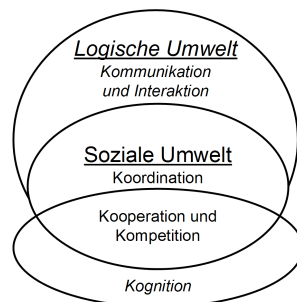 Logische Umwelt
Kommunikation
und Interaktion
Soziale Umwelt
Koordination
Kooperation und
Kompetition
Kognition